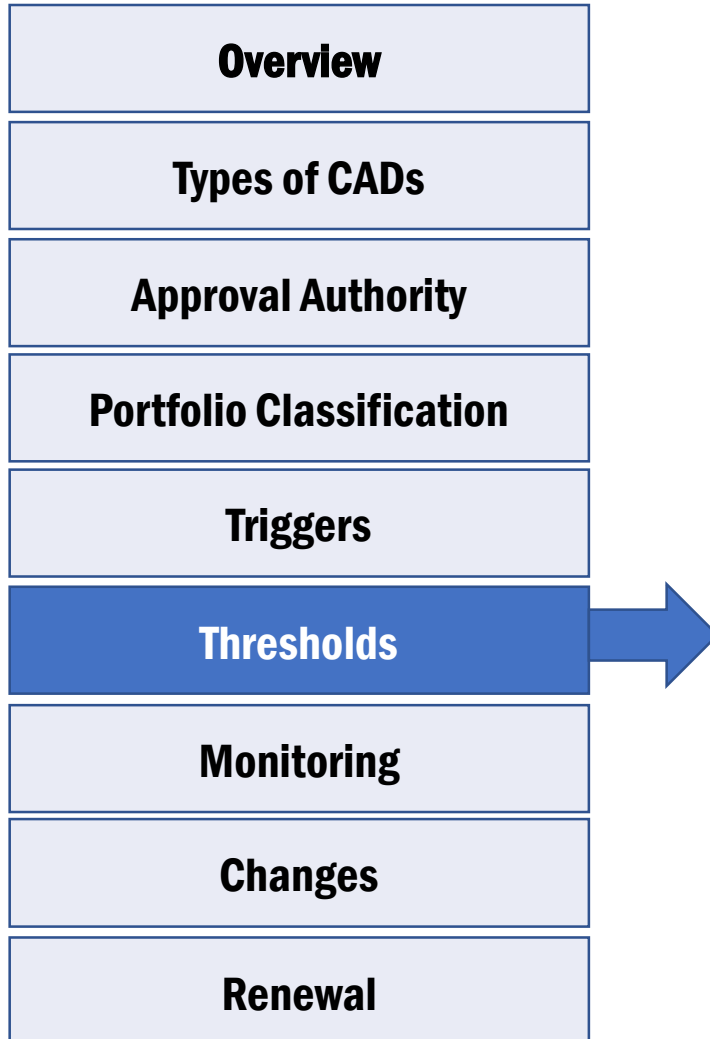 Overview
Types of CADs
Approval Authority
Portfolio Classification
Triggers
Thresholds
Monitoring
Changes
Renewal